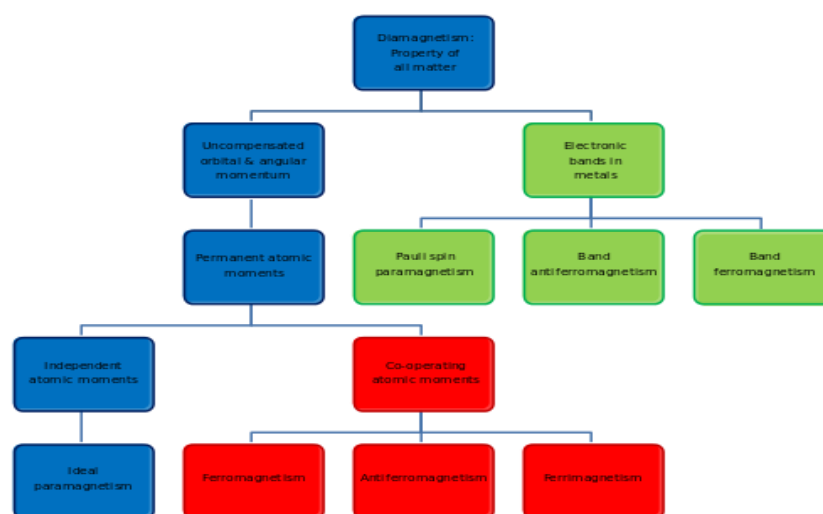 Diamagnetism:
Property of
all matter
Uncompensated
orbital & angular
momentum
Electronic
bands in
metals
Permanent atomic
moments
Pauli spin
paramagnetism
Band
antiferromagnetism
Band
ferromagnetism
Independent
atomic moments
Co-operating
atomic moments
Ideal
paramagnetism
Ferromagnetism
Antiferromagnetism
Ferrimagnetism